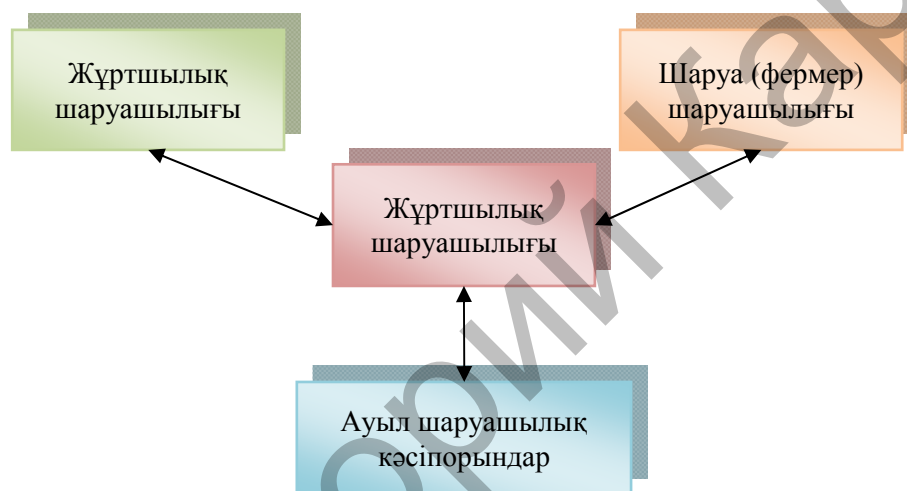 Жұртшылық
шаруашылығы
Шаруа (фермер)
шаруашылығы
Жұртшылық
шаруашылығы
Ауыл шаруашылық
кәсіпорындар